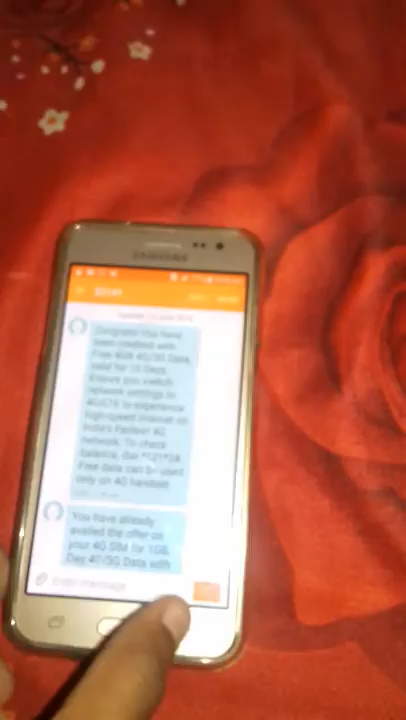 SAMSUNG
Congrats! You have
been credited with
Free 4GB 4G/3G Data,
valid for 10 Days.
Ensure you switch
network settings to
4G/LTE to experience
high-speed internet on
India's Fastest 4G
network. To check
balance, dial *121*2#.
Free data can be used
only on 4G handset.
You have already
availed the offer on
your 4G SIM for 1GB
Day 4G/3G Data with
Enter message